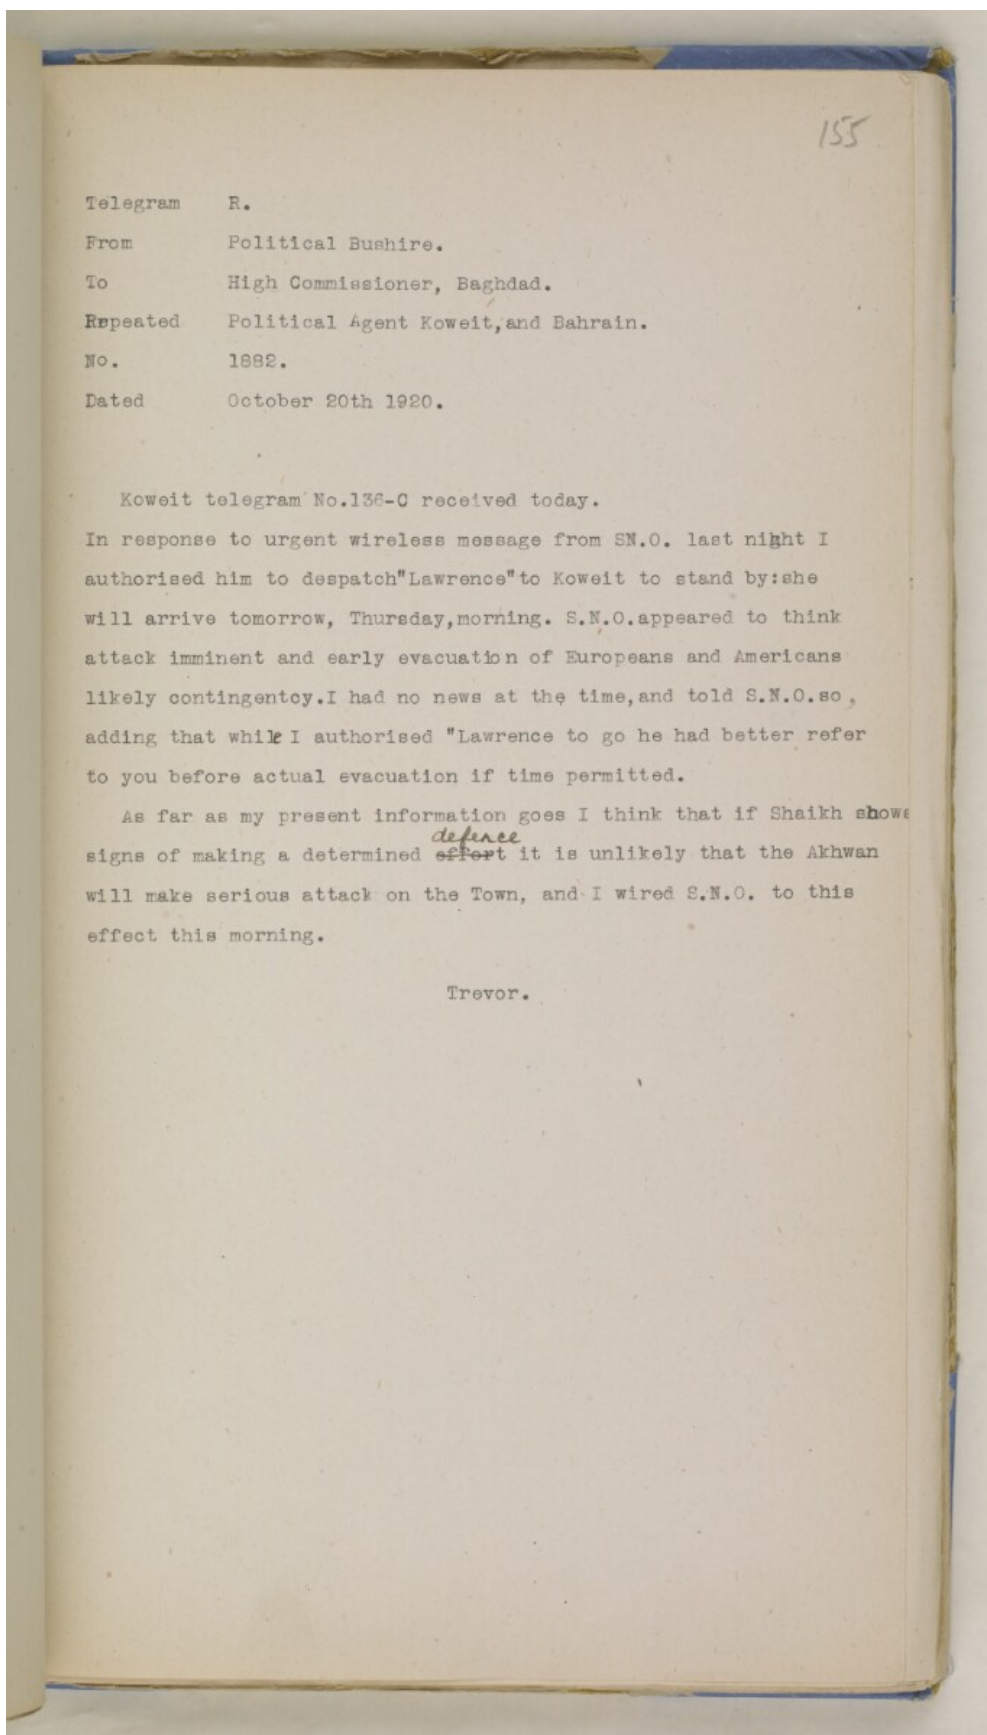 155
Telegram R.
From Political Bushire.
To High Commissioner, Baghdad.
Repeated Political Agent Koweit, and Bahrain.
No. 1882.
Dated October 20th 1920.
Koweit telegram No.136-C received today.
In response to urgent wireless message from SN.O. last night I
authorised him to despatch"Lawrence"to Koweit to stand by:she
will arrive tomorrow, Thursday,morning. S.N.O.appeared to think
attack imminent and early evacuation of Europeans and Americans
likely contingentcy.I had no news at the time,and told S.N.O.so,
adding that while I authorised "Lawrence to go he had better refer
to you before actual evacuation if time permitted.
As far as my present information goes I think that if Shaikh shows
defence
signs of making a determined effort it is unlikely that the Akhwan
will make serious attack on the Town, and I wired S.N.O. to this
effect this morning.
Trevor.